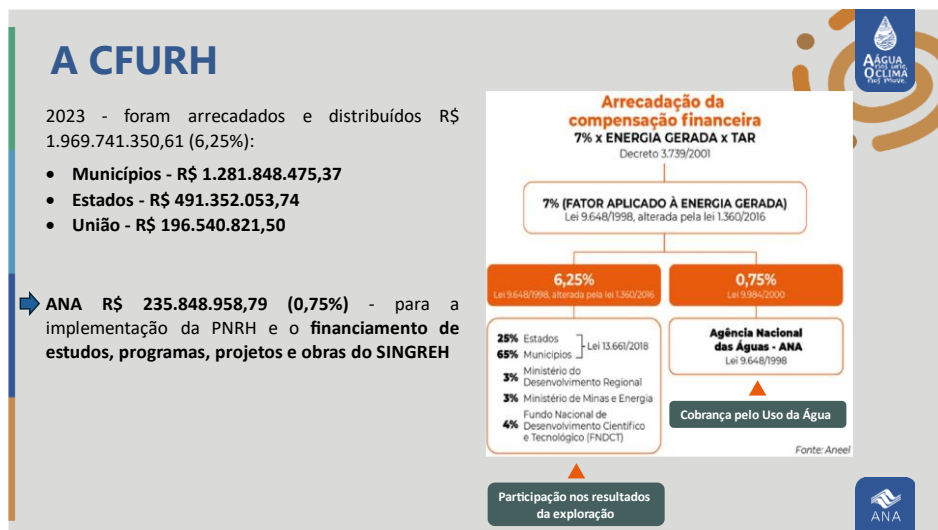 A CFURH
2023 - foram arrecadados e distribuídos R$
1.969.741.350,61 (6,25%):
• Municípios - R$ 1.281.848.475,37
• Estados - R$ 491.352.053,74
• União - R$ 196.540.821,50
ANA R$ 235.848.958,79 (0,75%) - para a
implementação da PNRH e o financiamento de
estudos, programas, projetos e obras do SINGREH
Arrecadação da
compensação financeira
7% x ENERGIA GERADA x TAR
Decreto 3.739/2001
7% (FATOR APLICADO À ENERGIA GERADA)
Lei 9.648/1998, alterada pela lei 1.360/2016
6,25%
Lei 9.648/1998, alterada pela lei 1.360/2016
25% Estados
65% Municípios
Lei 13.661/2018
3% Ministério do
Desenvolvimento Regional
3% Ministério de Minas e Energia
4% Fundo Nacional de
Desenvolvimento Científico
e Tecnológico (FNDCT)
0,75%
Lei 9.984/2000
Agência Nacional
das Águas - ANA
Lei 9.648/1998
Cobrança pelo Uso da Água
Fonte: Aneel
Participação nos resultados
da exploração
A ÁGUA
nos une,
O CLIMA
nos move.
ANA